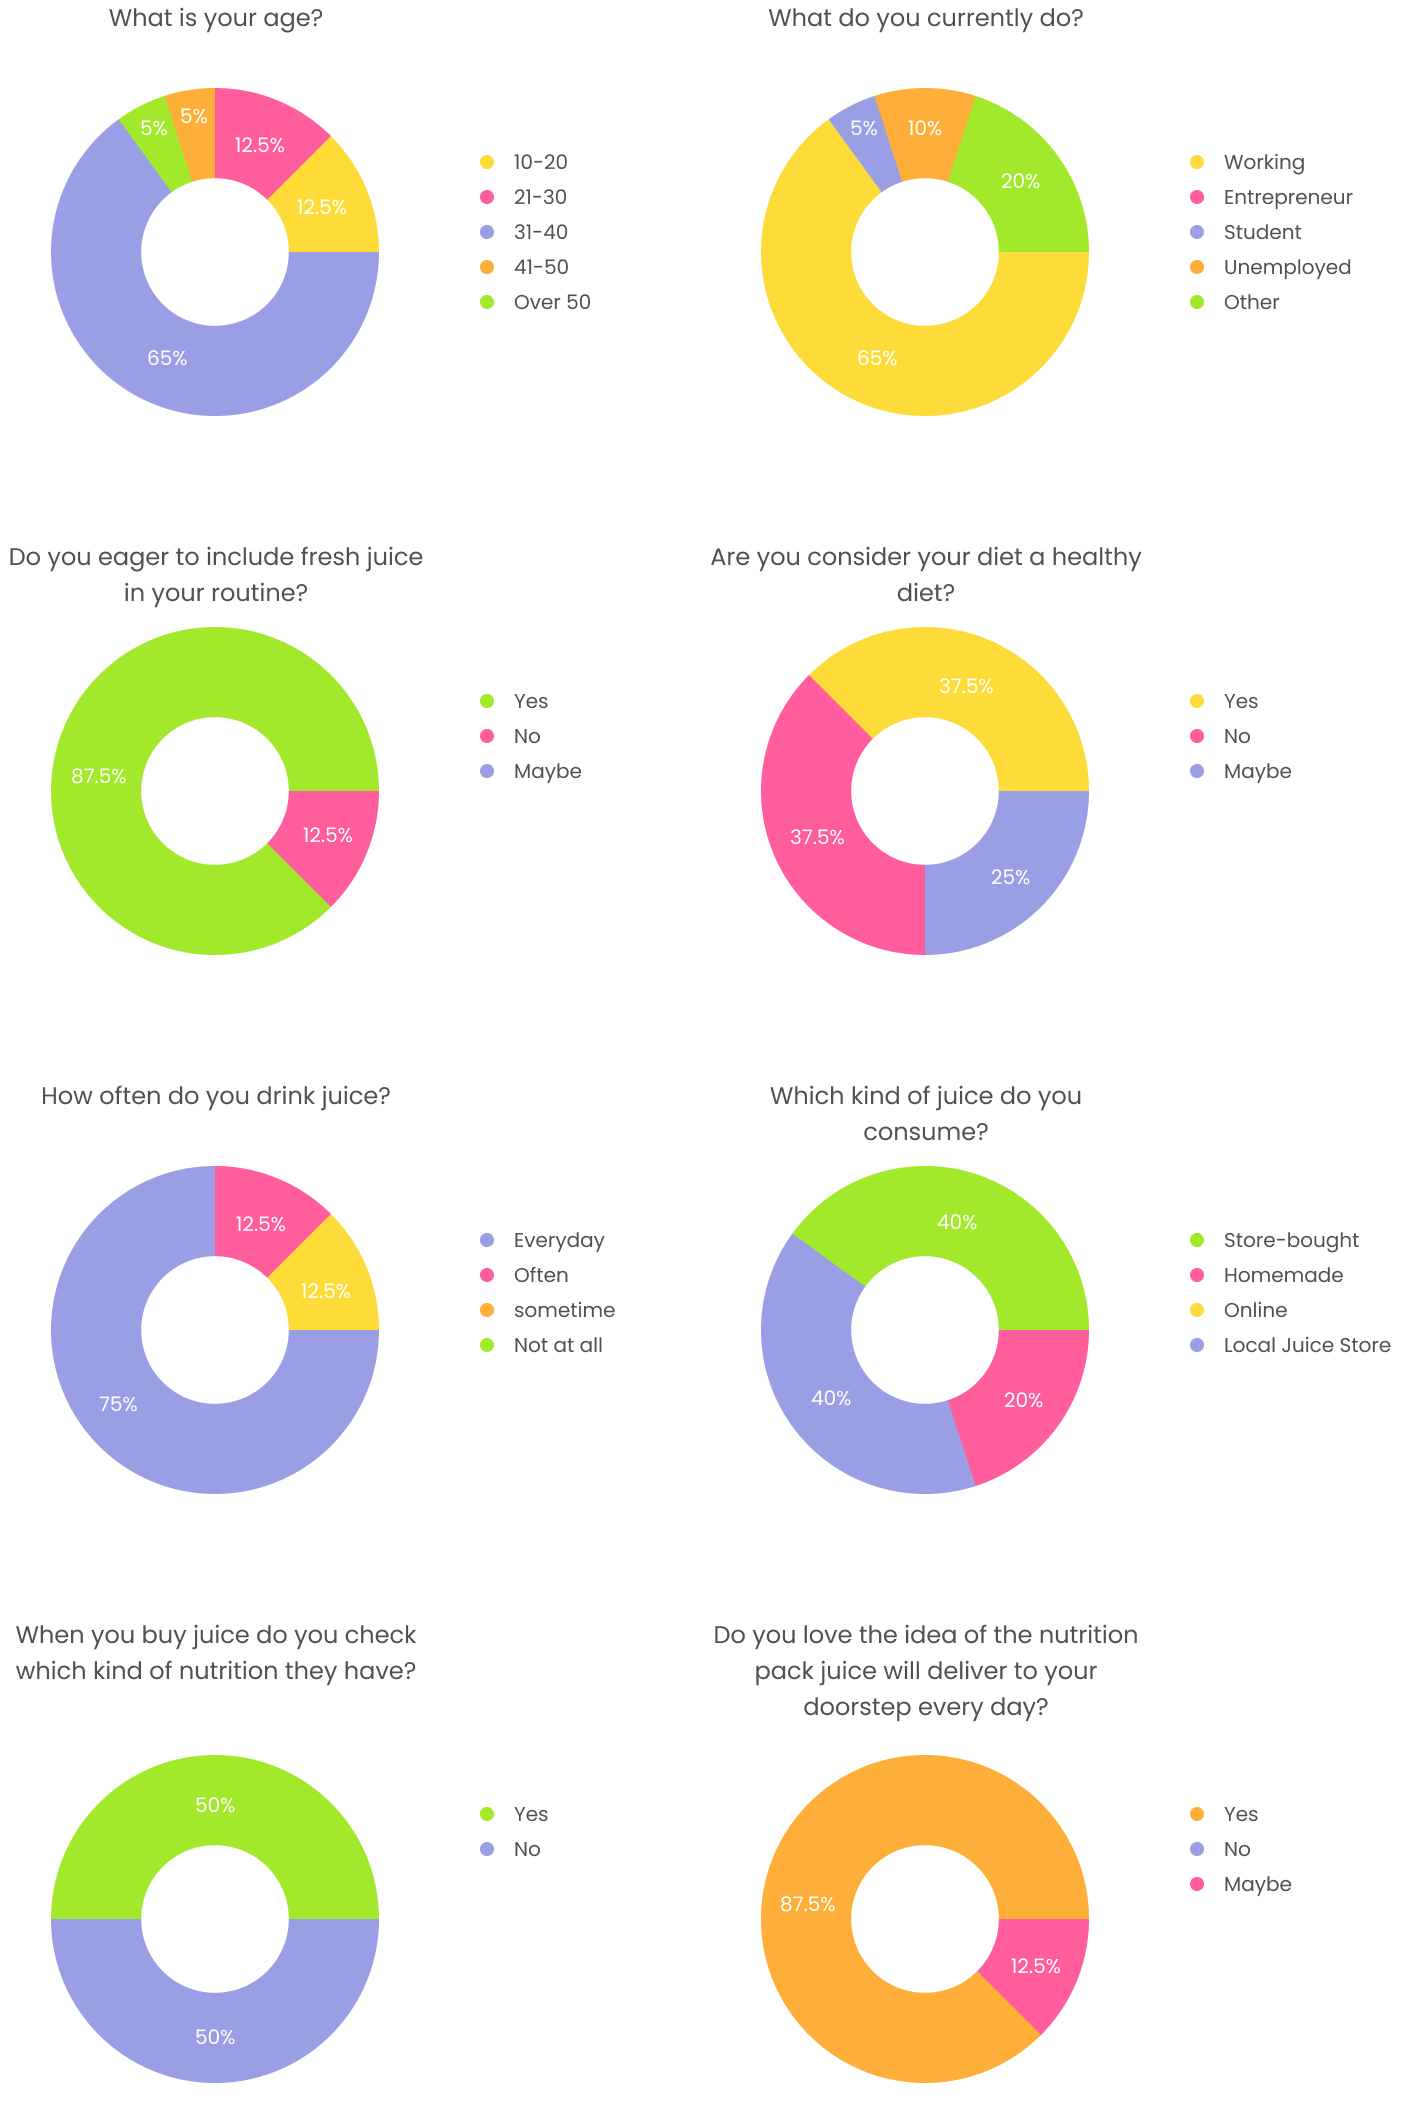 What is your age?
5%
5%
12.5%
12.5%
65%
10-20
21-30
31-40
41-50
Over 50
What do you currently do?
5%
10%
20%
65%
Working
Entrepreneur
Student
Unemployed
Other
Do you eager to include fresh juice
in your routine?
87.5%
12.5%
Yes
No
Maybe
Are you consider your diet a healthy
diet?
37.5%
37.5%
25%
Yes
No
Maybe
How often do you drink juice?
12.5%
12.5%
75%
Everyday
Often
sometime
Not at all
Which kind of juice do you
consume?
40%
40%
20%
Store-bought
Homemade
Online
Local Juice Store
When you buy juice do you check
which kind of nutrition they have?
50%
50%
Yes
No
Do you love the idea of the nutrition
pack juice will deliver to your
doorstep every day?
87.5%
12.5%
Yes
No
Maybe